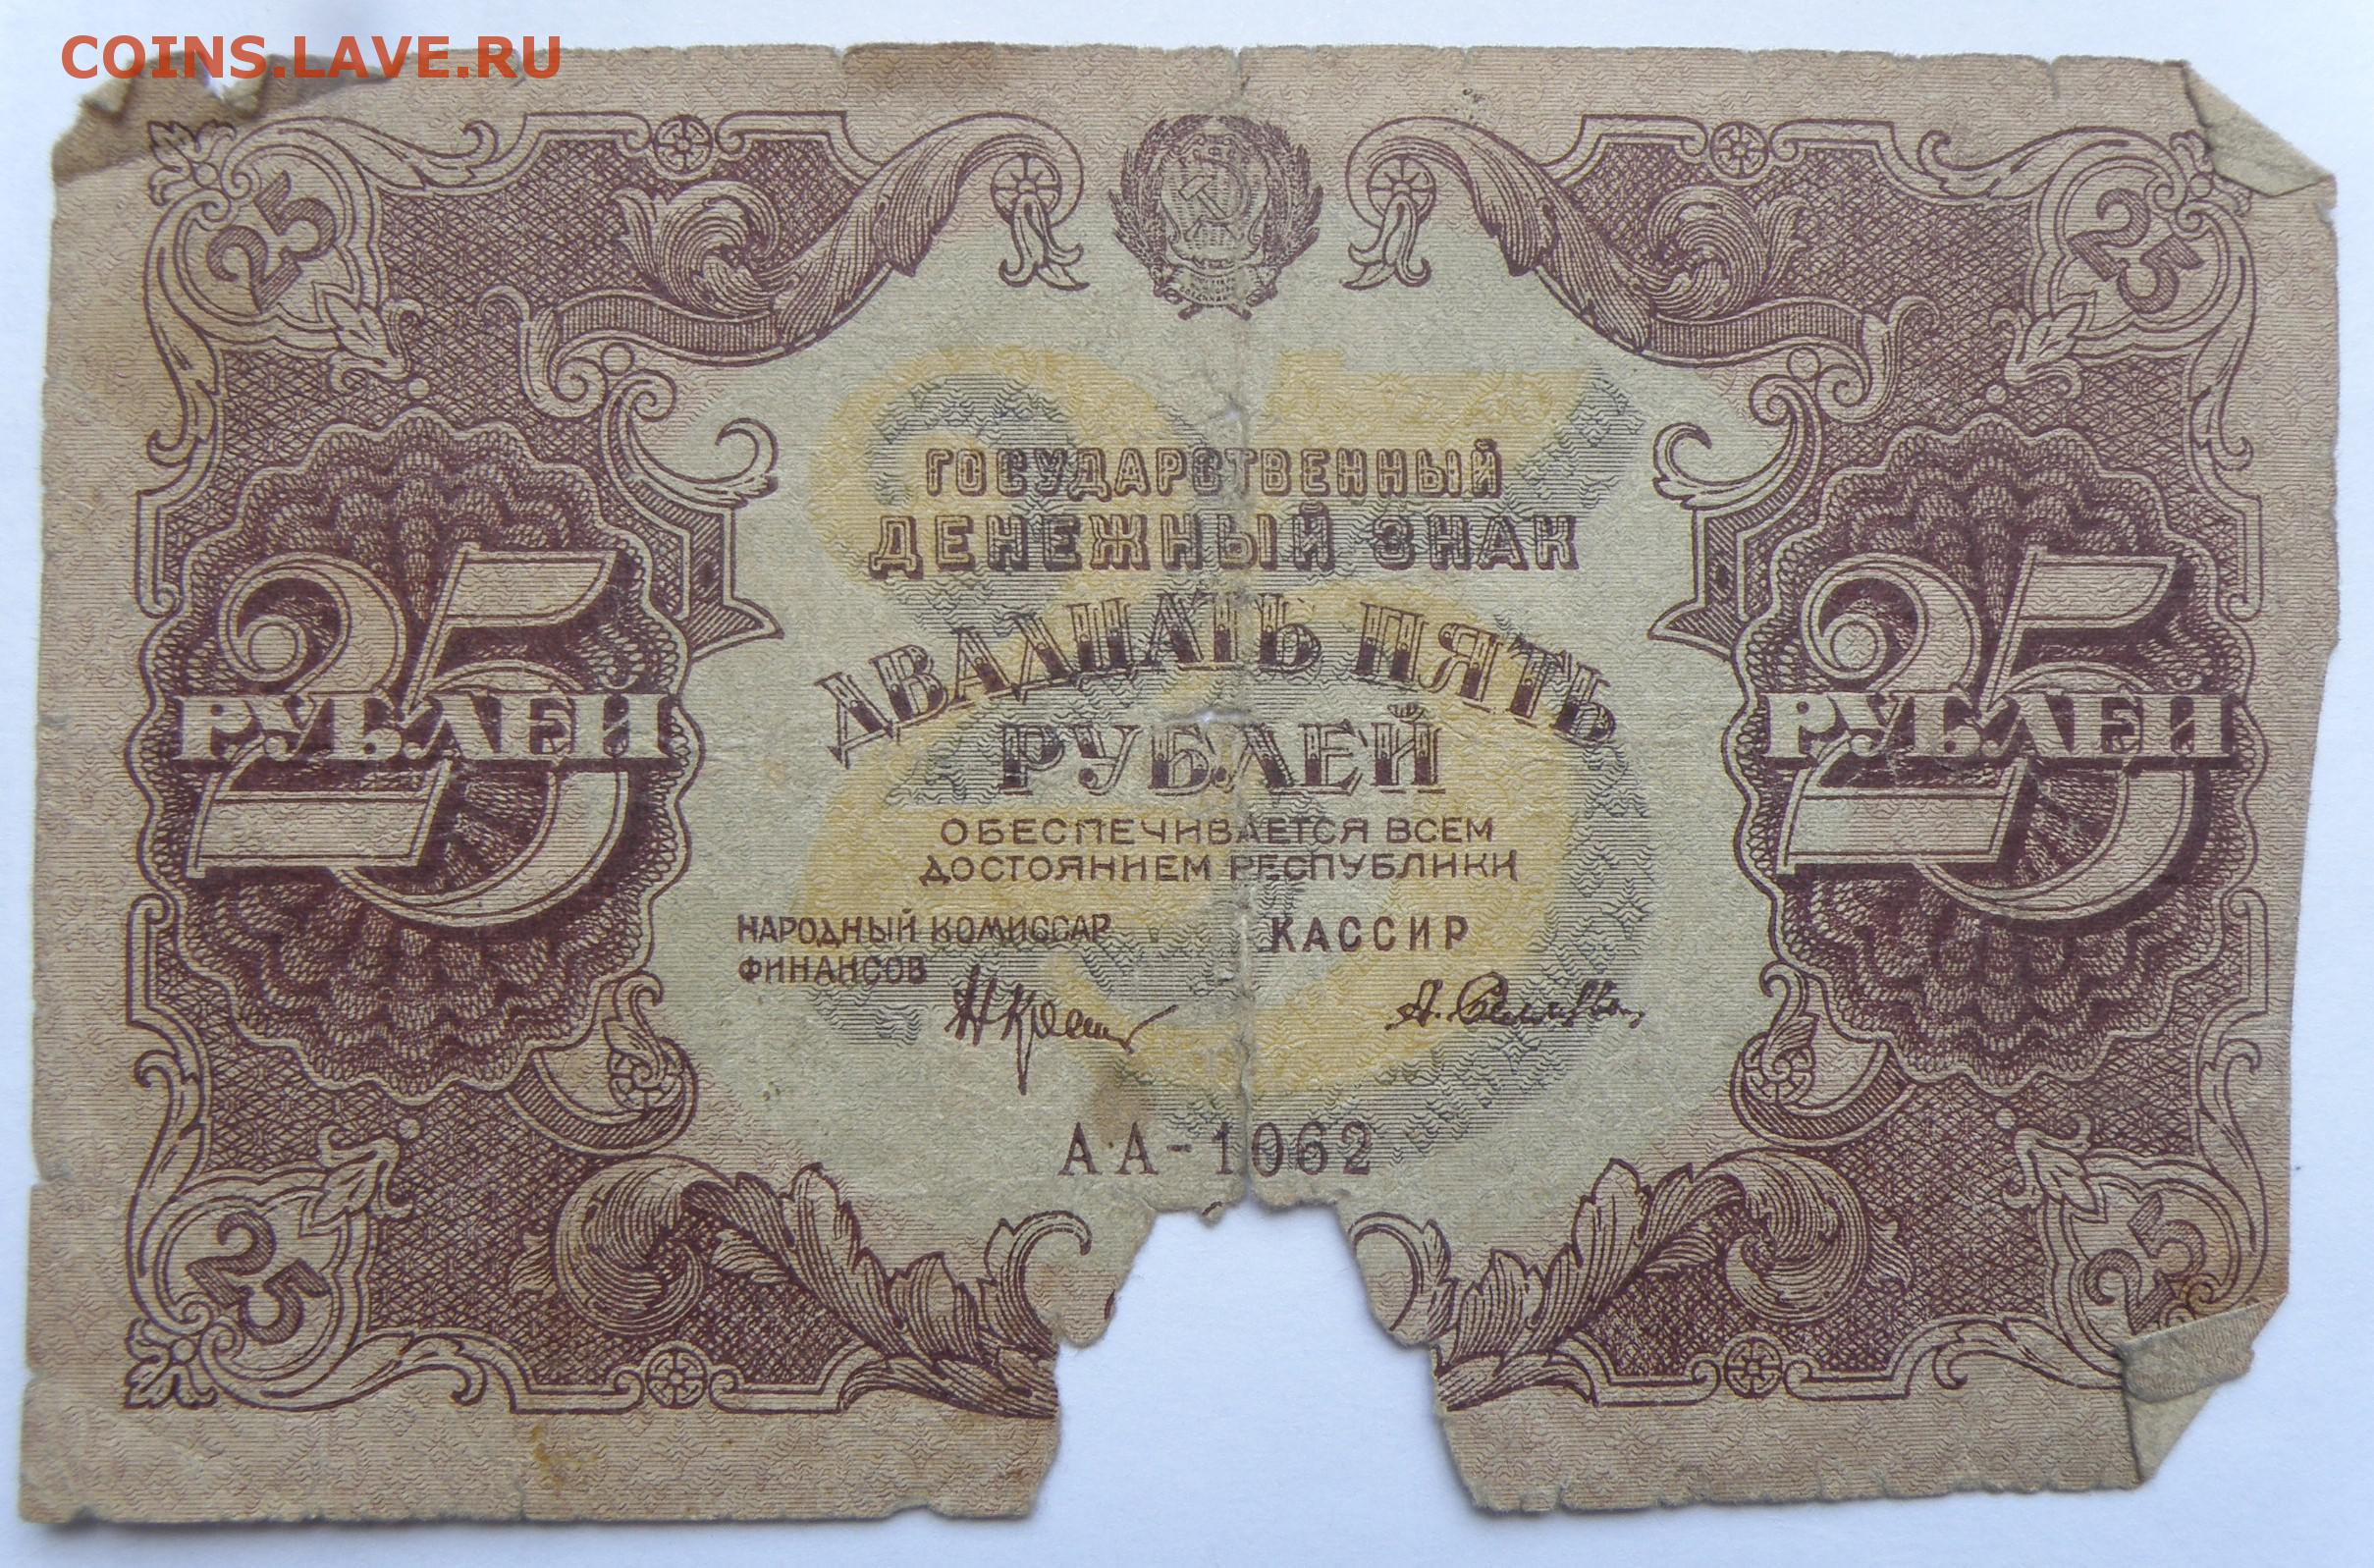 COINS.LAVE.RU
25 25
ГОСУДАРСТВЕННЫЙ
ДЕНЕЖНЫЙ ЗНАК
25 25
ДВАДЦАТЬ ПЯТЬ
РУБЛЕЙ РУБЛЕЙ РУБЛЕЙ
ОБЕСПЕЧИВАЕТСЯ ВСЕМ
ДОСТОЯНИЕМ РЕСПУБЛИКИ
НАРОДНЫЙ КОМИССАР КАССИР
ФИНАНСОВ
АА-1062
25 25